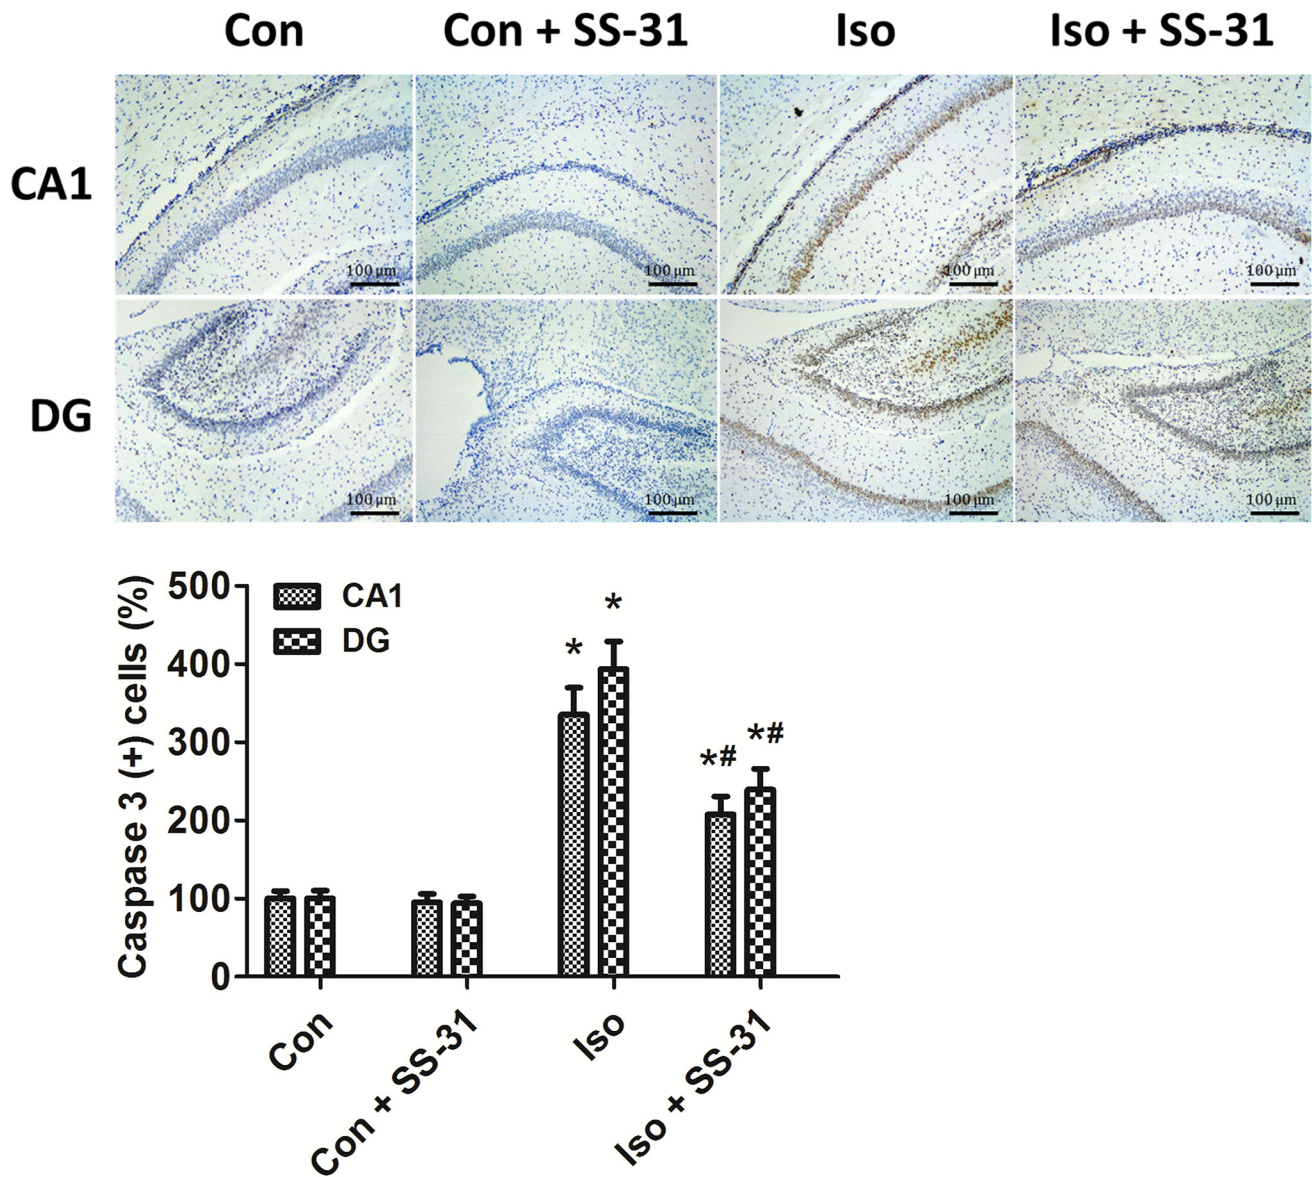 Con Con + SS-31 Iso Iso + SS-31
CA1
100 μm 100 μm 100 μm 100 μm
DG
100 μm 100 μm 100 μm 100 μm
Caspase 3 (+) cells (%)
500
400
300
200
100
0
CA1
DG
*
*
*#
*#
Con
Con + SS-31
Iso
Iso + SS-31